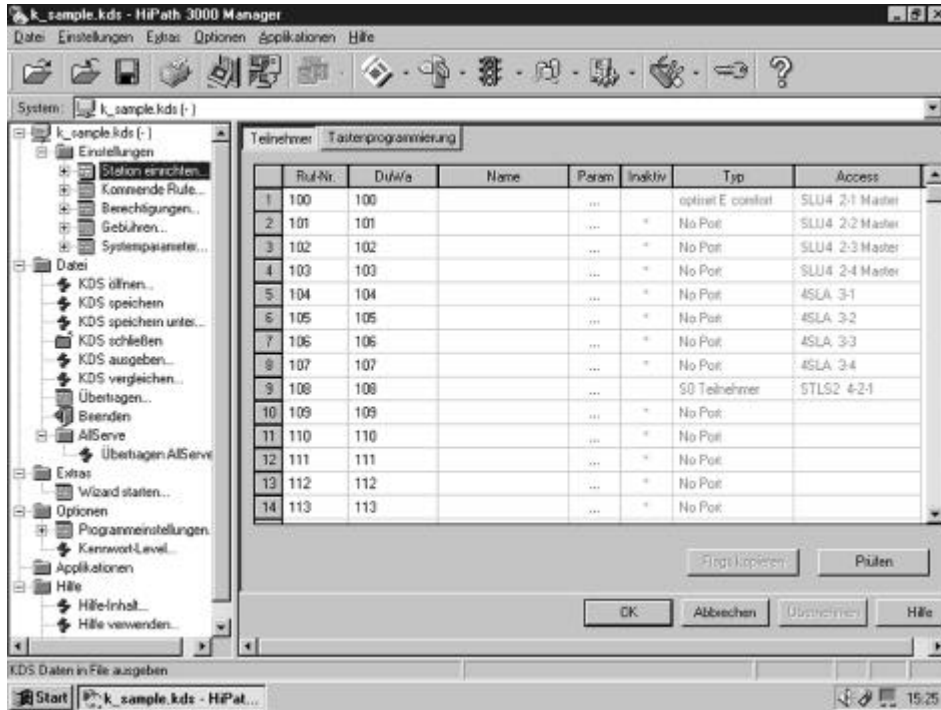 k_sample.kds - HiPath 3000 Manager
Datei Einstellungen Extras Optionen Applikationen Hilfe
System: k_sample.kds (- )
k_sample.kds (- )
Einstellungen
Station einrichten...
Kommende Rufe...
Berechtigungen...
Gebühren...
Systemparameter...
Datei
KDS öffnen...
KDS speichern
KDS speichern unter...
KDS schließen
KDS ausgeben...
KDS vergleichen...
Übertragen...
Beenden
AllServe
Übertragen AllServe
Extras
Wizard starten...
Optionen
Programmeinstellungen.
Kennwort-Level...
Applikationen
Hilfe
Hilfe-Inhalt...
Hilfe verwenden...
Teilnehmer Tastenprogrammierung
Ruf-Nr. DuWa Name Param Inaktiv Typ Access
1 100 100 ... optiset E comfort SLU4 2-1 Master
2 101 101 ... * No Port SLU4 2-2 Master
3 102 102 ... * No Port SLU4 2-3 Master
4 103 103 ... * No Port SLU4 2-4 Master
5 104 104 ... * No Port 4SLA 3-1
6 105 105 ... * No Port 4SLA 3-2
7 106 106 ... * No Port 4SLA 3-3
8 107 107 ... * No Port 4SLA 3-4
9 108 108 ... S0 Teilnehmer STLS2 4-2-1
10 109 109 ... * No Port
11 110 110 ... * No Port
12 111 111 ... * No Port
13 112 112 ... * No Port
14 113 113 ... * No Port
Flags kopieren Prüfen
OK Abbrechen Übernehmen Hilfe
KDS Daten in File ausgeben
Start k_sample.kds - HiPat... 15:25